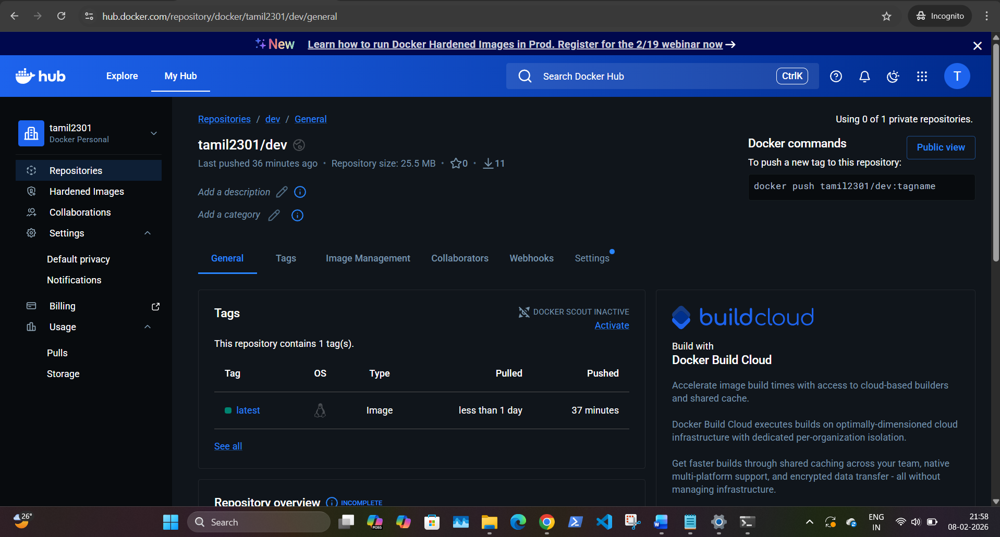 hub.docker.com/repository/docker/tamil2301/dev/general
Incognito
New Learn how to run Docker Hardened Images in Prod. Register for the 2/19 webinar now →
hub
Explore
My Hub
Search Docker Hub
CtrlK
T
tamil2301
Docker Personal
Repositories
Hardened Images
Collaborations
Settings
Default privacy
Notifications
Billing
Usage
Pulls
Storage
Repositories / dev / General
Using 0 of 1 private repositories.
tamil2301/dev
Last pushed 36 minutes ago • Repository size: 25.5 MB • 0 • 11
Add a description
Add a category
Docker commands
Public view
To push a new tag to this repository:
docker push tamil2301/dev:tagname
General
Tags
Image Management
Collaborators
Webhooks
Settings
Tags
DOCKER SCOUT INACTIVE
Activate
This repository contains 1 tag(s).
Tag OS Type Pulled Pushed
latest Image less than 1 day 37 minutes
See all
Repository overview INCOMPLETE
buildcloud
Build with
Docker Build Cloud
Accelerate image build times with access to cloud-based builders
and shared cache.
Docker Build Cloud executes builds on optimally-dimensioned cloud
infrastructure with dedicated per-organization isolation.
Get faster builds through shared caching across your team, native
multi-platform support, and encrypted data transfer - all without
managing infrastructure.
26°
Search
M365
ENG
IN
21:58
08-02-2026